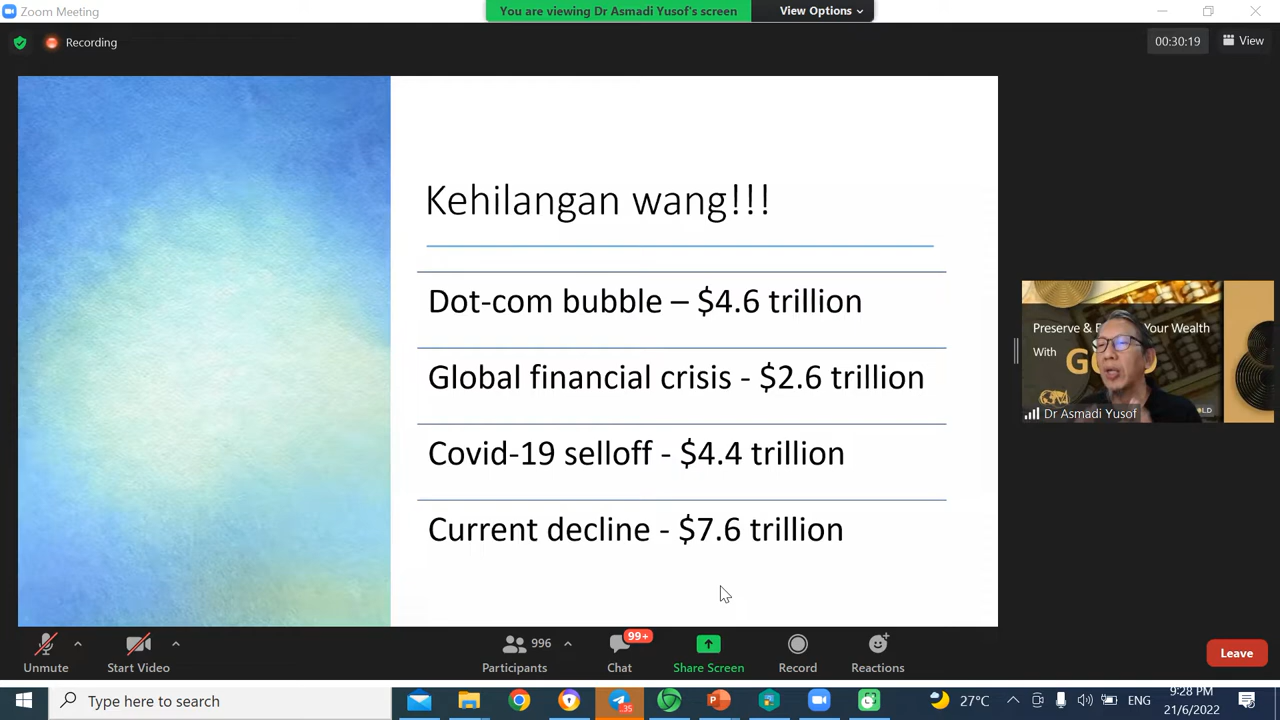 Zoom Meeting
You are viewing Dr Asmadi Yusof's screen
View Options
Recording
00:30:19
View
Kehilangan wang!!!
Dot-com bubble – $4.6 trillion
Global financial crisis - $2.6 trillion
Covid-19 selloff - $4.4 trillion
Current decline - $7.6 trillion
Preserve & Your Wealth
With
Dr Asmadi Yusof
Unmute
Start Video
996
Participants
99+
Chat
Share Screen
Record
Reactions
Leave
Type here to search
27°C
ENG
9:28 PM
21/6/2022